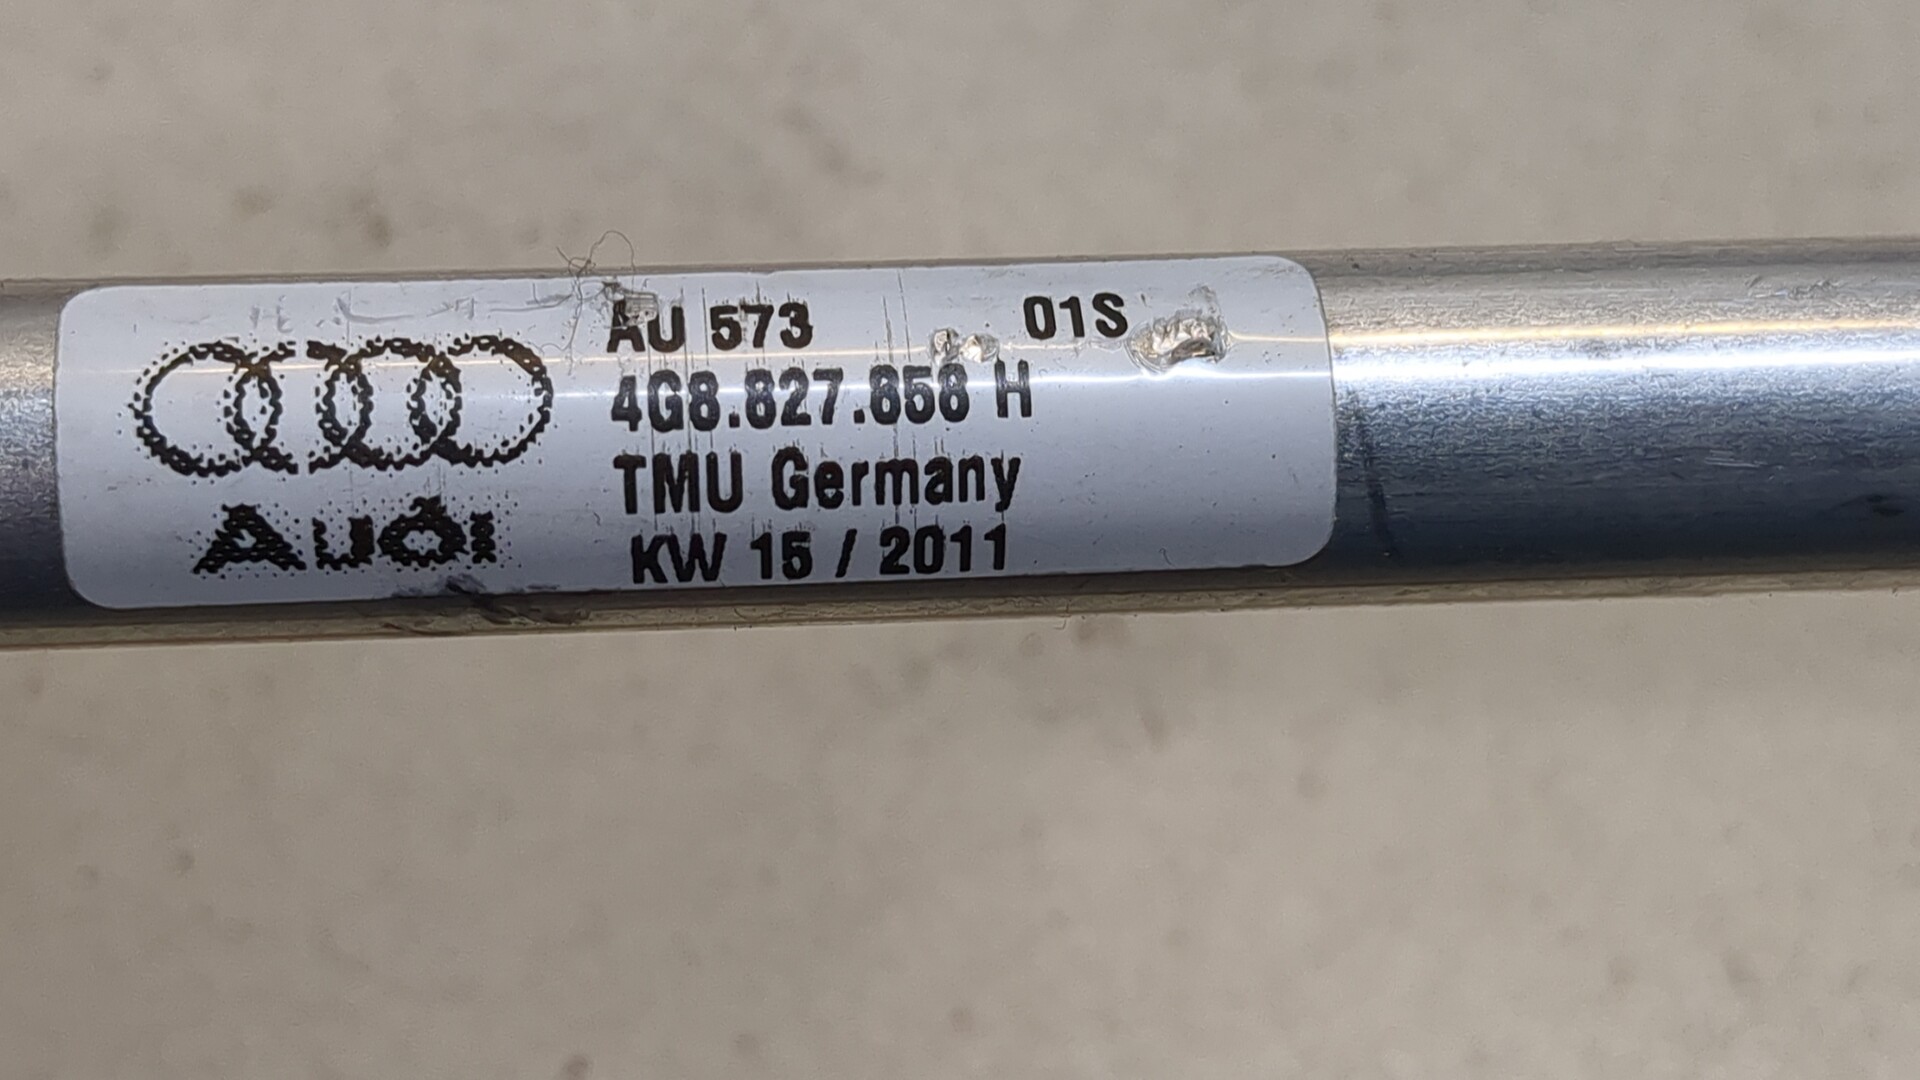 AU 573 01S
4G8.827.858 H
TMU Germany
KW 15 / 2011
Audi